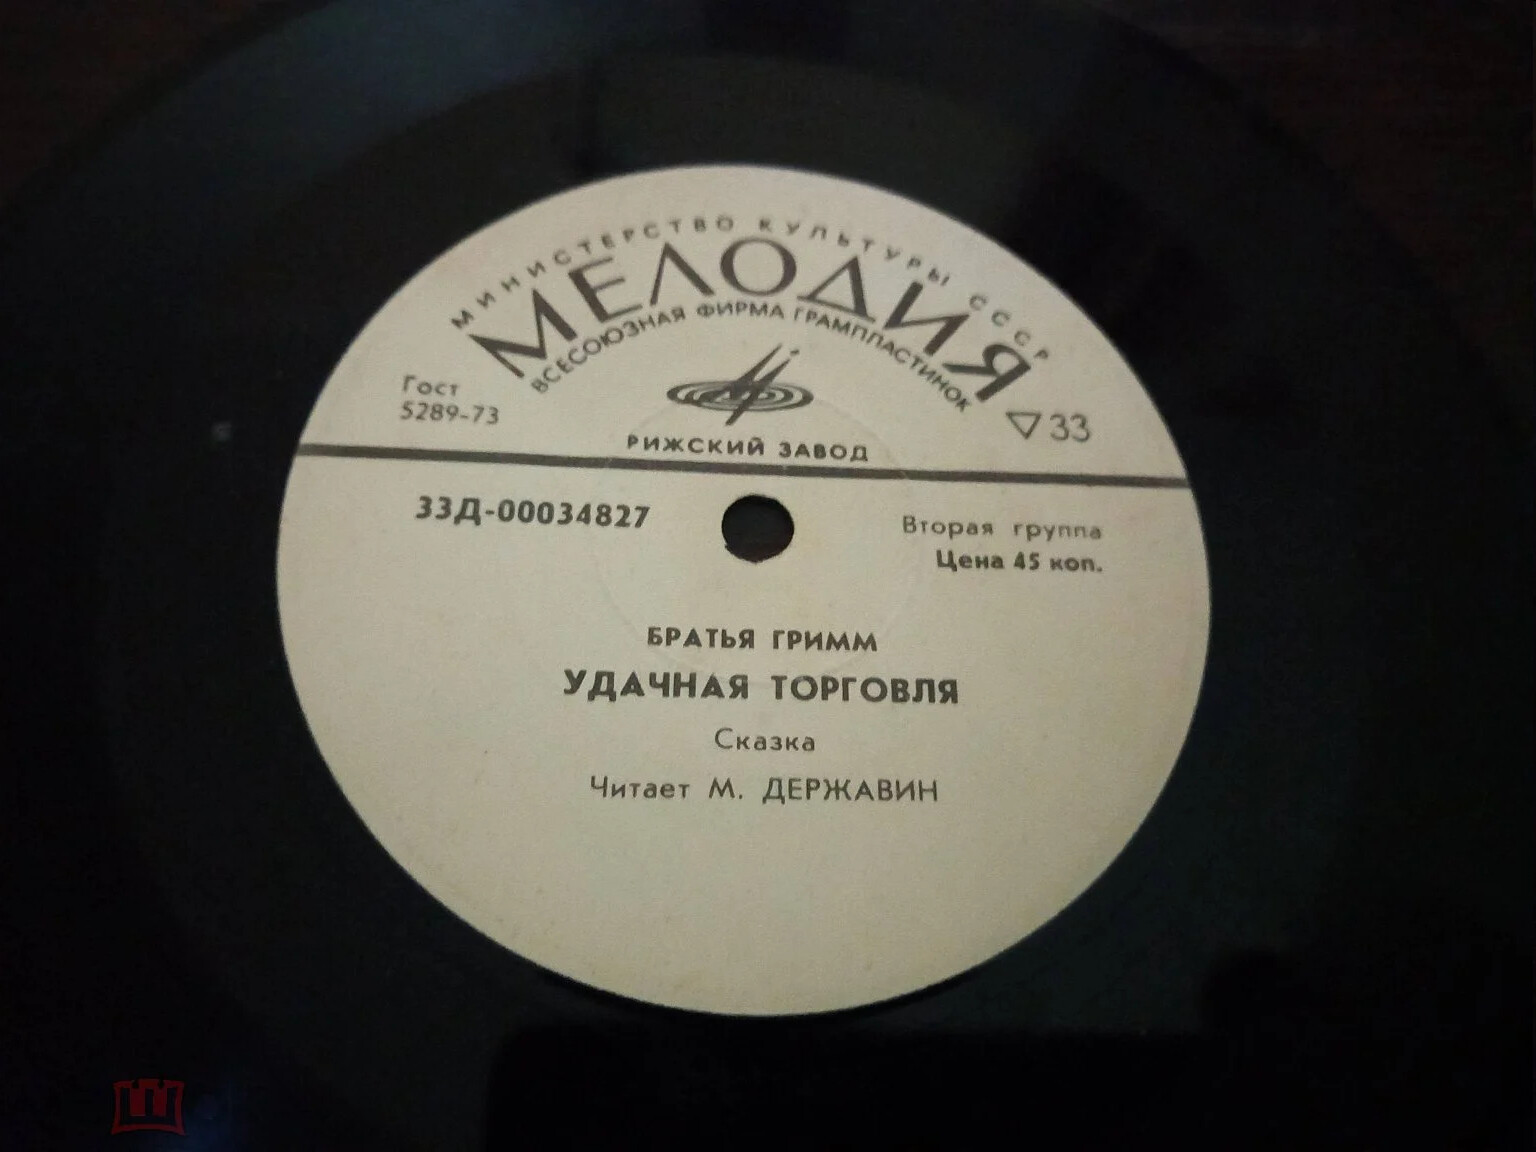 МИНИСТЕРСТВО КУЛЬТУРЫ СССР
МЕЛОДИЯ
ВСЕСОЮЗНАЯ ФИРМА ГРАМПЛАСТИНОК
Гост
5289-73
33
РИЖСКИЙ ЗАВОД
33Д-00034827
Вторая группа
Цена 45 коп.
БРАТЬЯ ГРИММ
УДАЧНАЯ ТОРГОВЛЯ
Сказка
Читает М. ДЕРЖАВИН